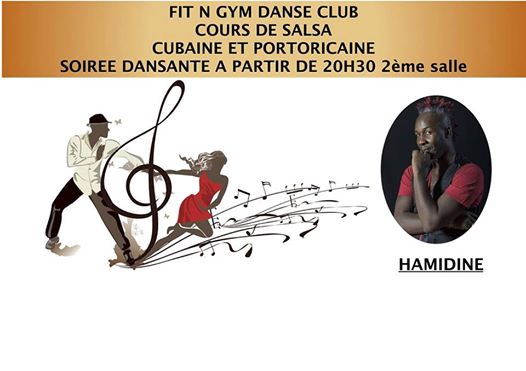 FIT N GYM DANSE CLUB
COURS DE SALSA
CUBAINE ET PORTORICAINE
SOIREE DANSANTE A PARTIR DE 20H30 2ème salle
HAMIDINE